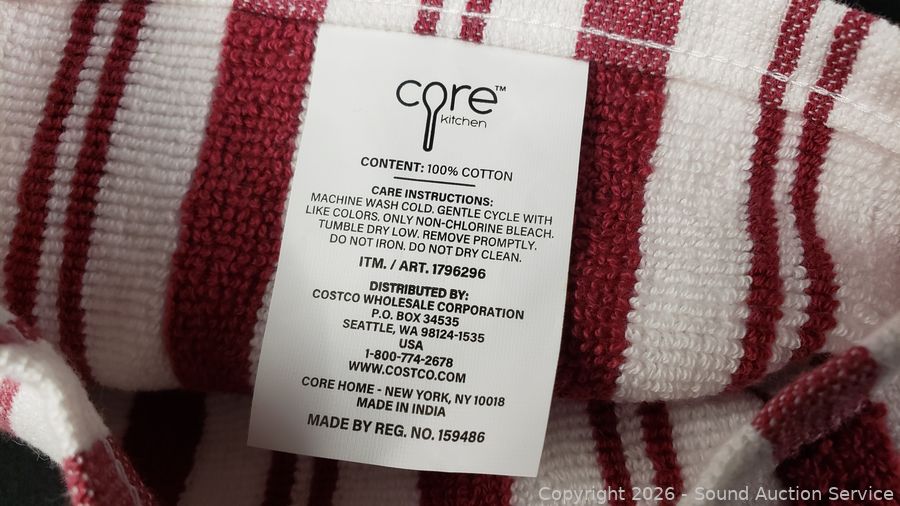 core™
kitchen
CONTENT: 100% COTTON
CARE INSTRUCTIONS:
MACHINE WASH COLD. GENTLE CYCLE WITH
LIKE COLORS. ONLY NON-CHLORINE BLEACH.
TUMBLE DRY LOW. REMOVE PROMPTLY.
DO NOT IRON. DO NOT DRY CLEAN.
ITM. / ART. 1796296
DISTRIBUTED BY:
COSTCO WHOLESALE CORPORATION
P.O. BOX 34535
SEATTLE, WA 98124-1535
USA
1-800-774-2678
WWW.COSTCO.COM
CORE HOME - NEW YORK, NY 10018
MADE IN INDIA
MADE BY REG. NO. 159486
Copyright 2026 - Sound Auction Service